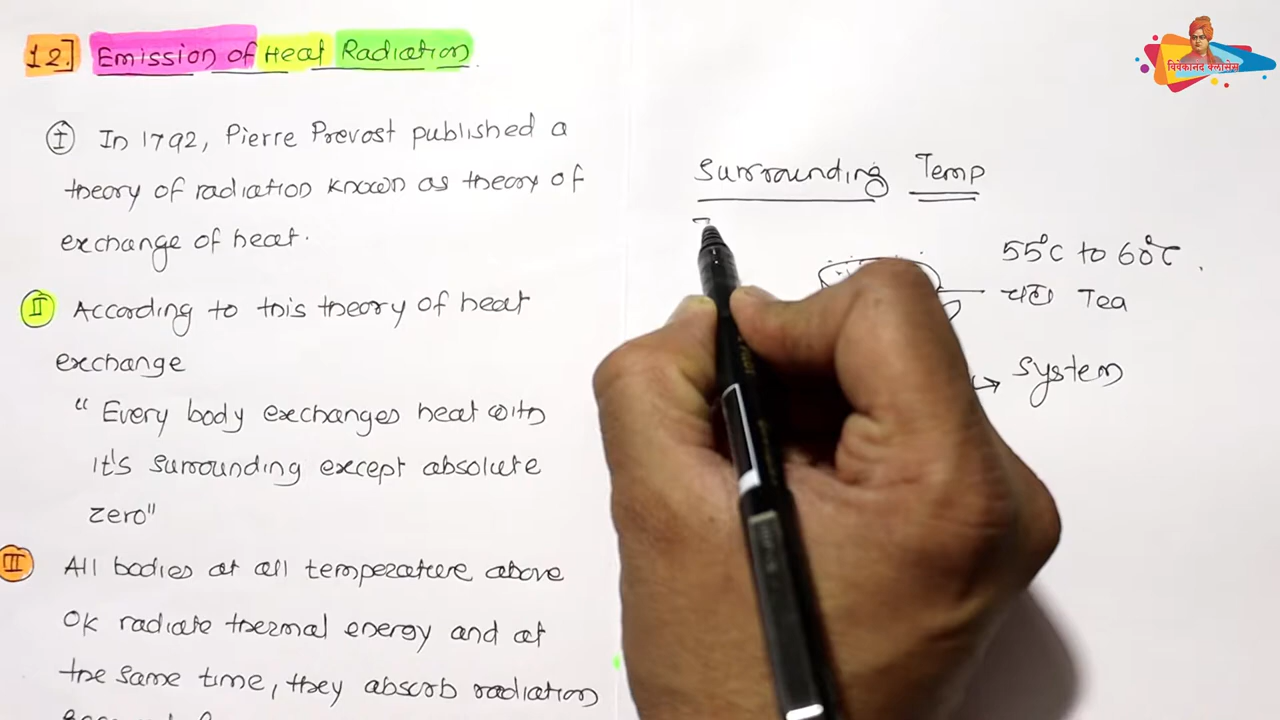 12.] Emission of Heat Radiation.
I In 1792, Pierre Prevost published a
theory of radiation known as theory of
exchange of heat.
II According to this theory of heat
exchange
“ Every body exchanges heat with
it's surrounding except absolute
zero"
III All bodies at all temperature above
0K radiate thermal energy and at
the same time, they absorb radiation
विवेकानंद क्लासेस
Surrounding Temp
55°C to 60°C.
चहा Tea
System